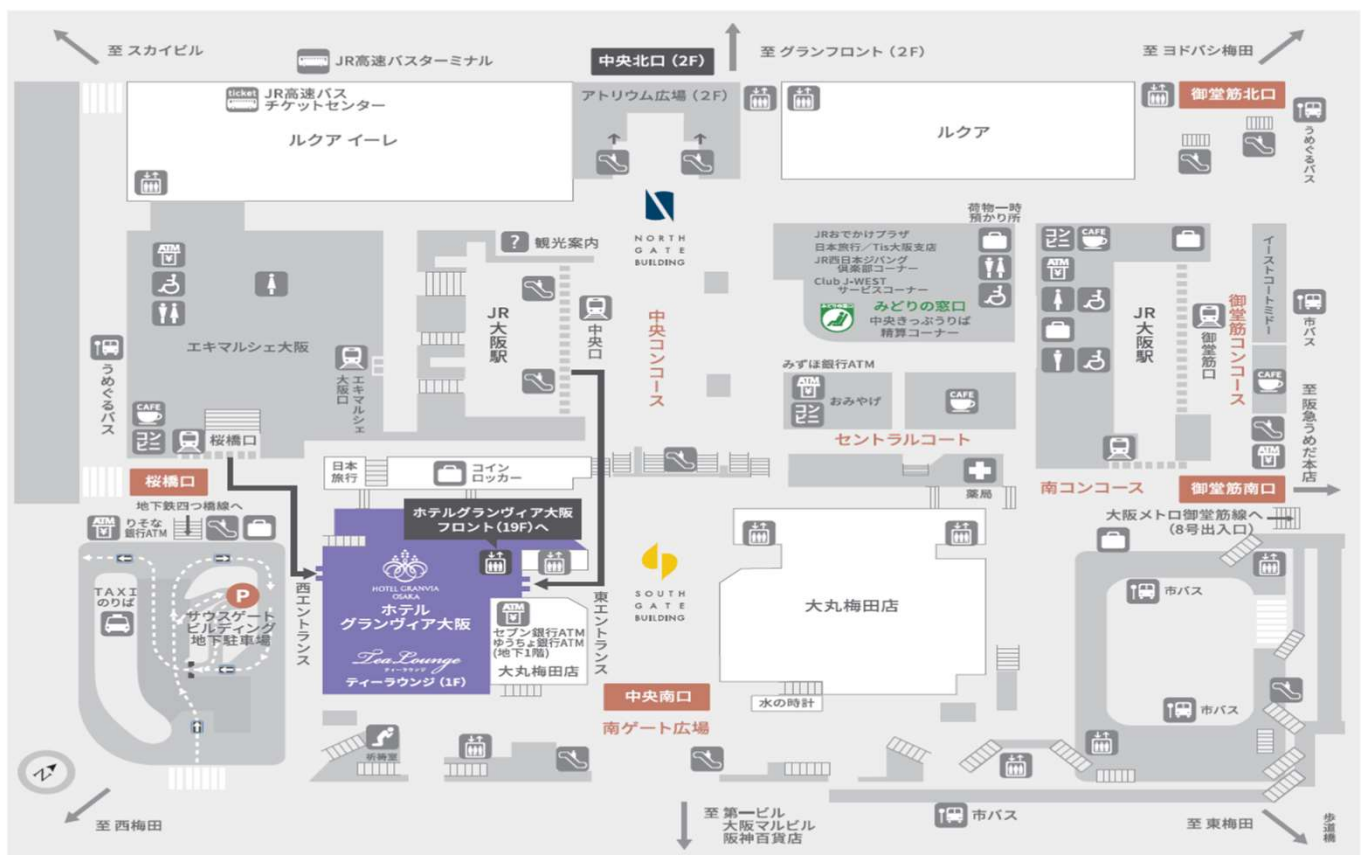 至 スカイビル
JR高速バスターミナル
中央北口 (2F)
至 グランフロント (2F)
至 ヨドバシ梅田
ticket
JR高速バス
チケットセンター
ルクア イーレ
アトリウム広場 (2F)
ルクア
御堂筋北口
うめぐるバス
NORTH
GATE
BUILDING
? 観光案内
荷物一時
預かり所
JRおでかけプラザ
日本旅行/Tis大阪支店
JR西日本ジパング
倶楽部コーナー
Club J-WEST
サービスコーナー
みどりの窓口
中央きっぷうりば
精算コーナー
コン
ビニ
CAFE
ATM
イーストコートミドー
ATM
エキマルシェ大阪
JR
大阪駅
中央口
中央コンコース
JR
大阪駅
御堂筋口
御堂筋コンコース
市バス
うめぐるバス
エキマルシェ
大阪口
みずほ銀行ATM
ATM
おみやげ
コン
ビニ
CAFE
セントラルコート
CAFE
ATM
至 阪急うめだ本店
CAFE
コン
ビニ
桜橋口
桜橋口
地下鉄四つ橋線へ
ATM
りそな
銀行ATM
日本
旅行
コイン
ロッカー
薬局
南コンコース
御堂筋南口
大阪メトロ御堂筋線へ
(8号出入口)
ホテルグランヴィア大阪
フロント(19F)へ
TAXI
のりば
P
サウスゲート
ビルディング
地下駐車場
西エントランス
HOTEL GRANVIA
OSAKA
ホテル
グランヴィア大阪
Tea Lounge
ティーラウンジ
ティーラウンジ (1F)
東エントランス
ATM
セブン銀行ATM
ゆうちょ銀行ATM
(地下1階)
大丸梅田店
SOUTH
GATE
BUILDING
大丸梅田店
市バス
中央南口
南ゲート広場
水の時計
市バス
祈祷室
Z
至 西梅田
至 第一ビル
大阪マルビル
阪神百貨店
市バス
至 東梅田
歩道橋